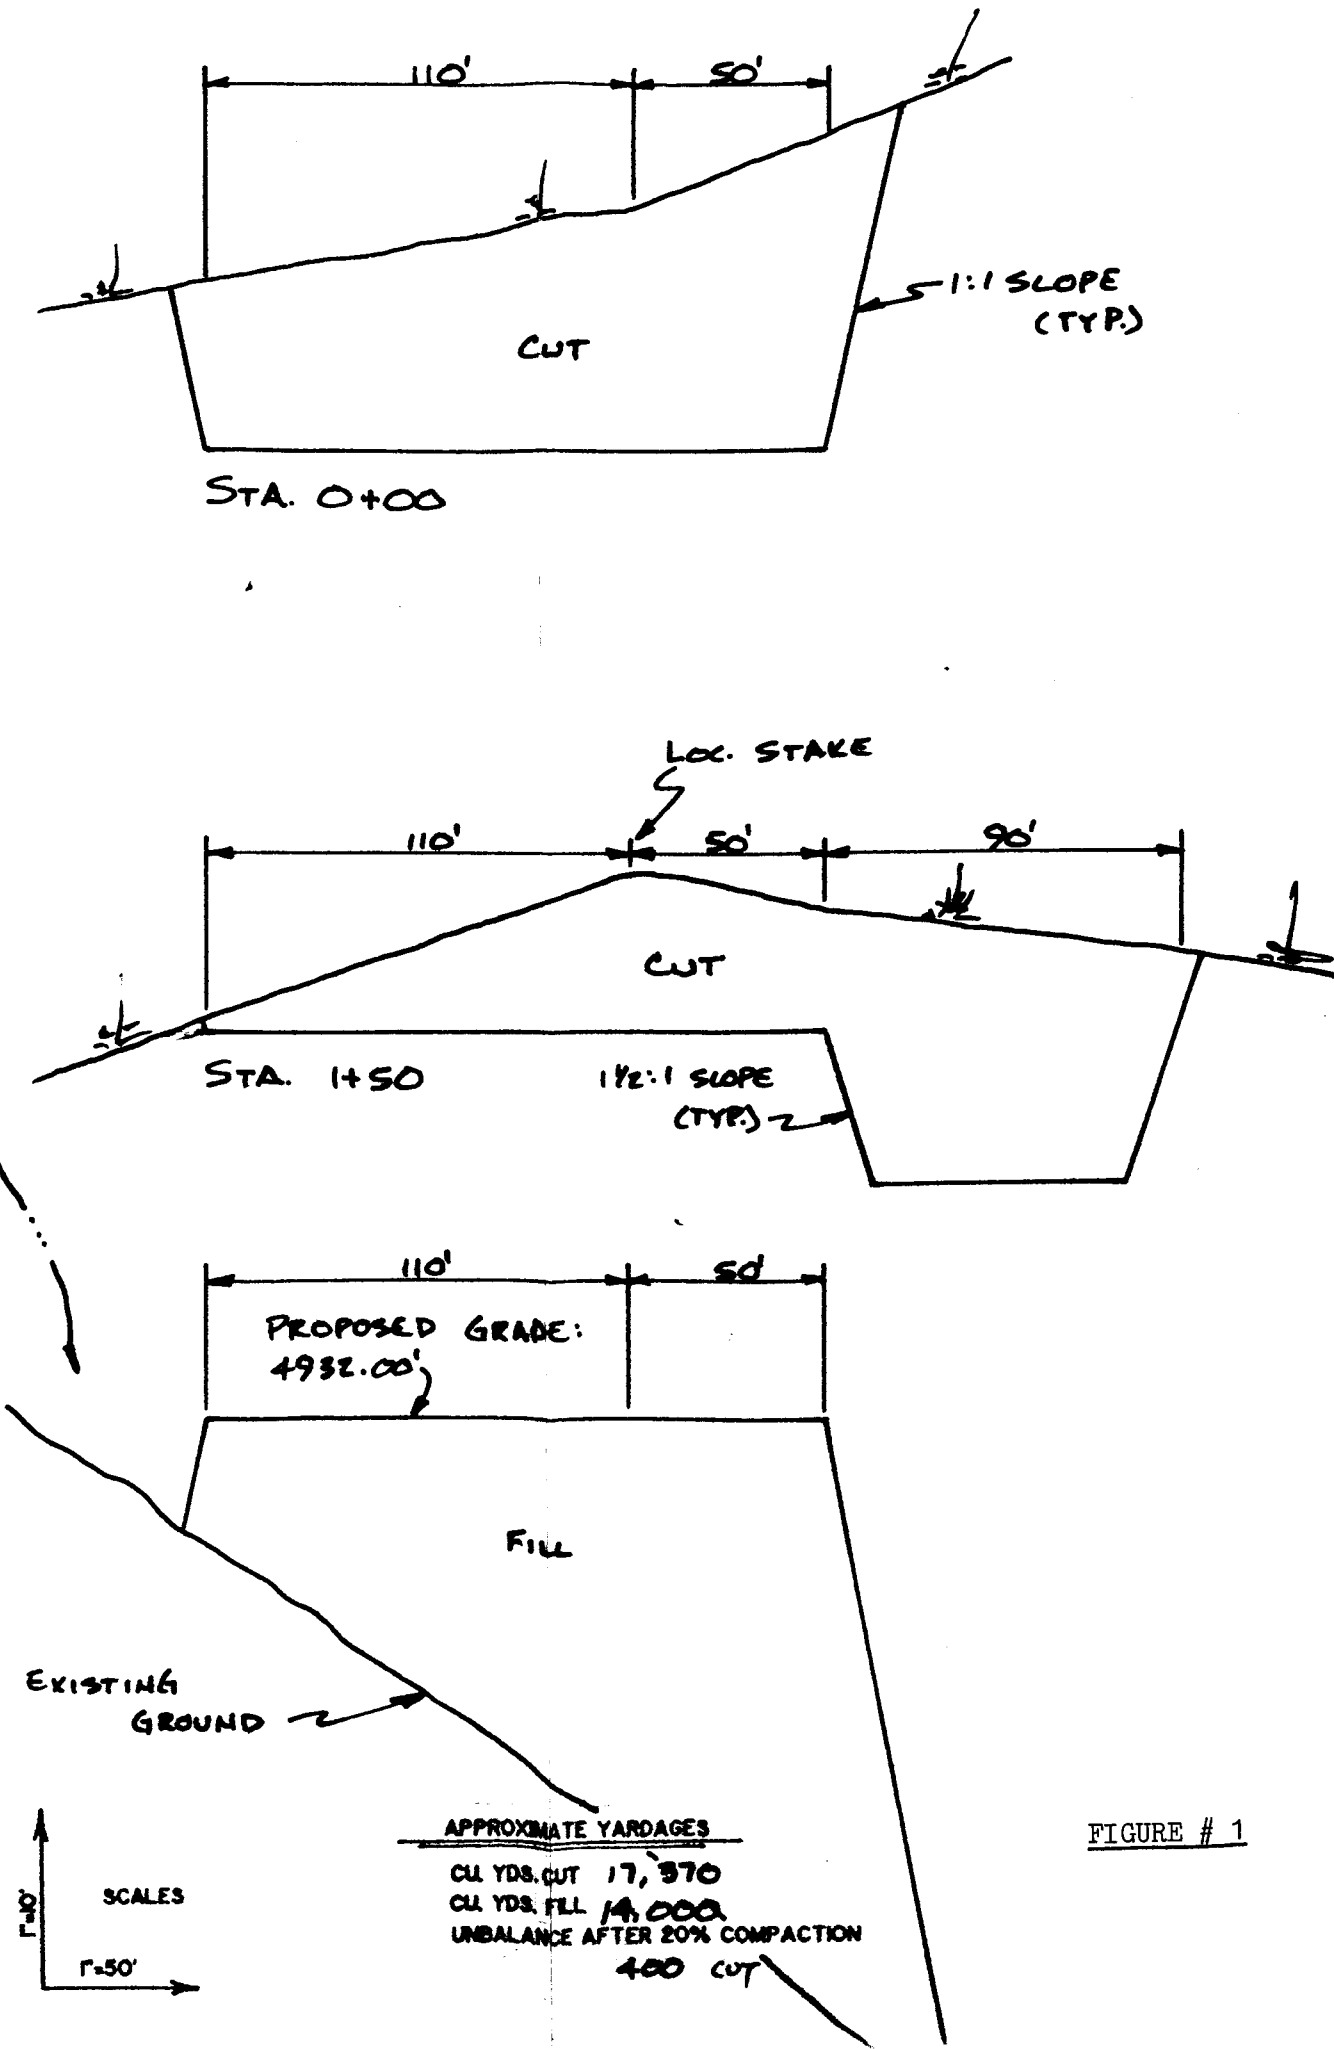 110' 50'
1:1 SLOPE
(TYP.)
CUT
STA. 0+00
LOC. STAKE
110' 50' 90'
CUT
STA. 1+50
1½:1 SLOPE
(TYP.)
110' 50'
PROPOSED GRADE:
4932.00'
FILL
EXISTING
GROUND
APPROXIMATE YARDAGES
CU. YDS. CUT 17,370
CU. YDS. FILL 14,000
UNBALANCE AFTER 20% COMPACTION
400 CUT
SCALES
1"=10'
1"=50'
FIGURE # 1